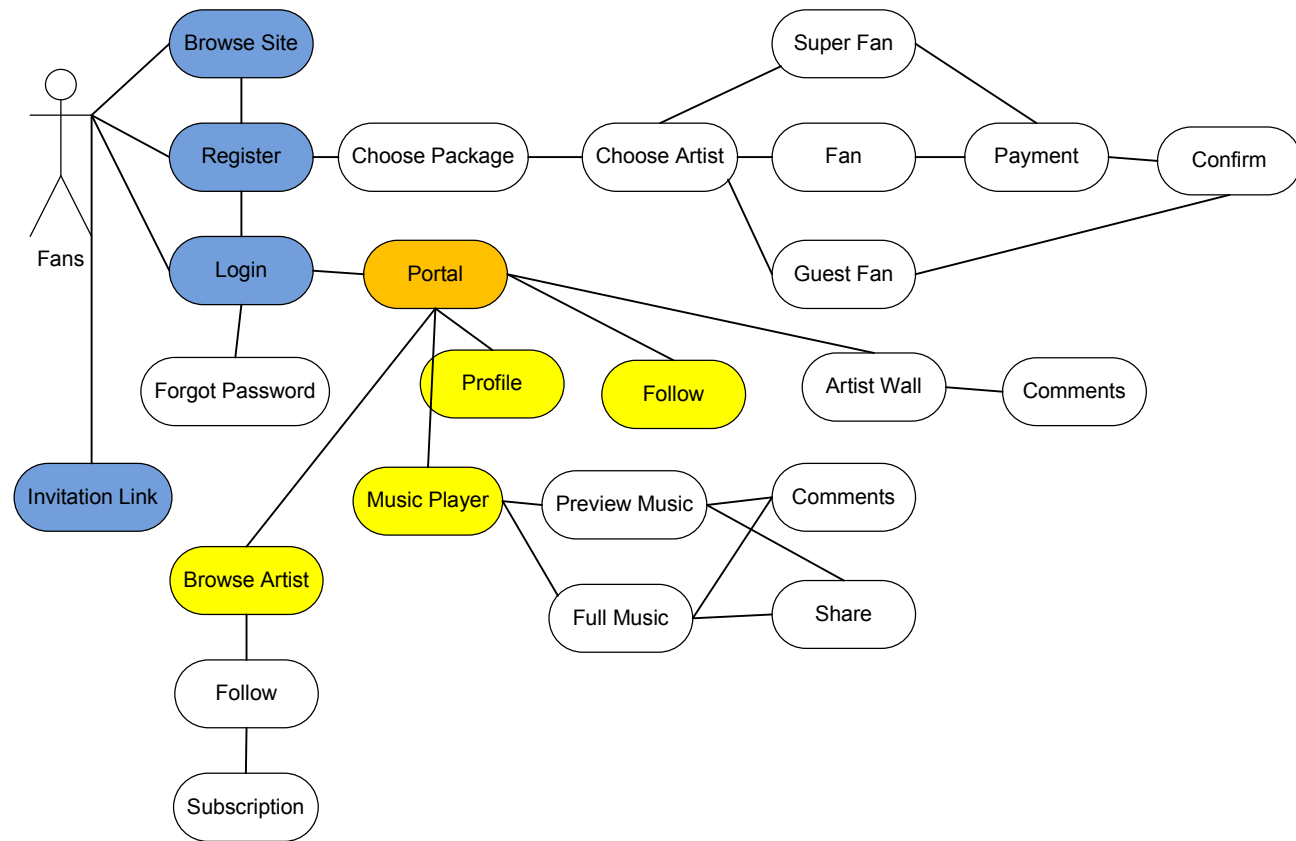 Browse Site
Super Fan
Register
Choose Package
Choose Artist
Fan
Payment
Confirm
Fans
Login
Portal
Guest Fan
Forgot Password
Profile
Follow
Artist Wall
Comments
Invitation Link
Music Player
Preview Music
Comments
Browse Artist
Full Music
Share
Follow
Subscription